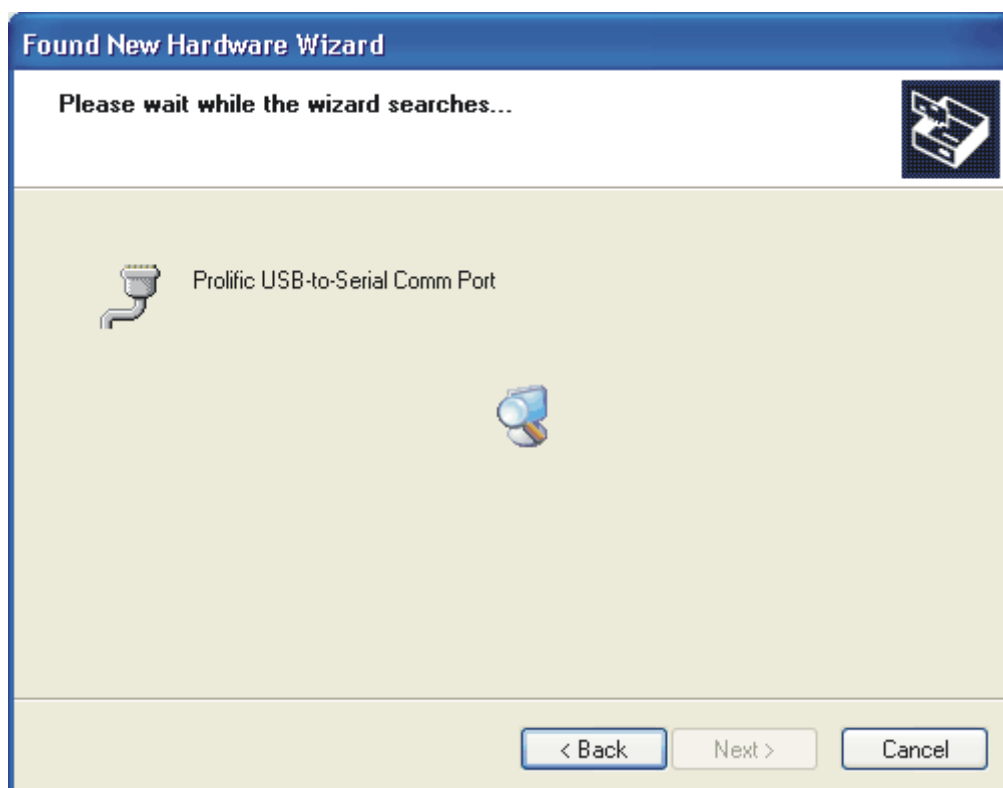 Found New Hardware Wizard
Please wait while the wizard searches...
Prolific USB-to-Serial Comm Port
< Back
Next >
Cancel